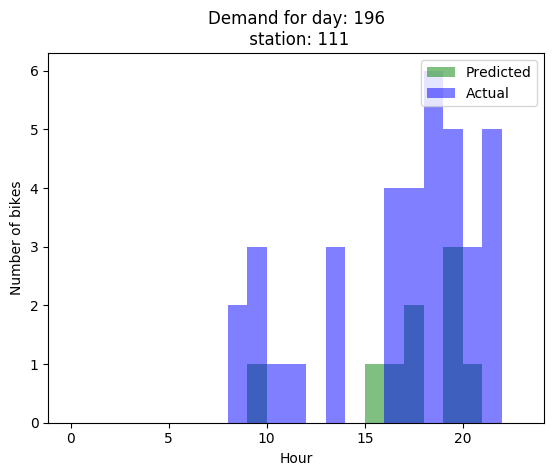 Demand for day: 196
station: 111
Predicted
Actual
Number of bikes
6
5
4
3
2
1
0
0 5 10 15 20
Hour